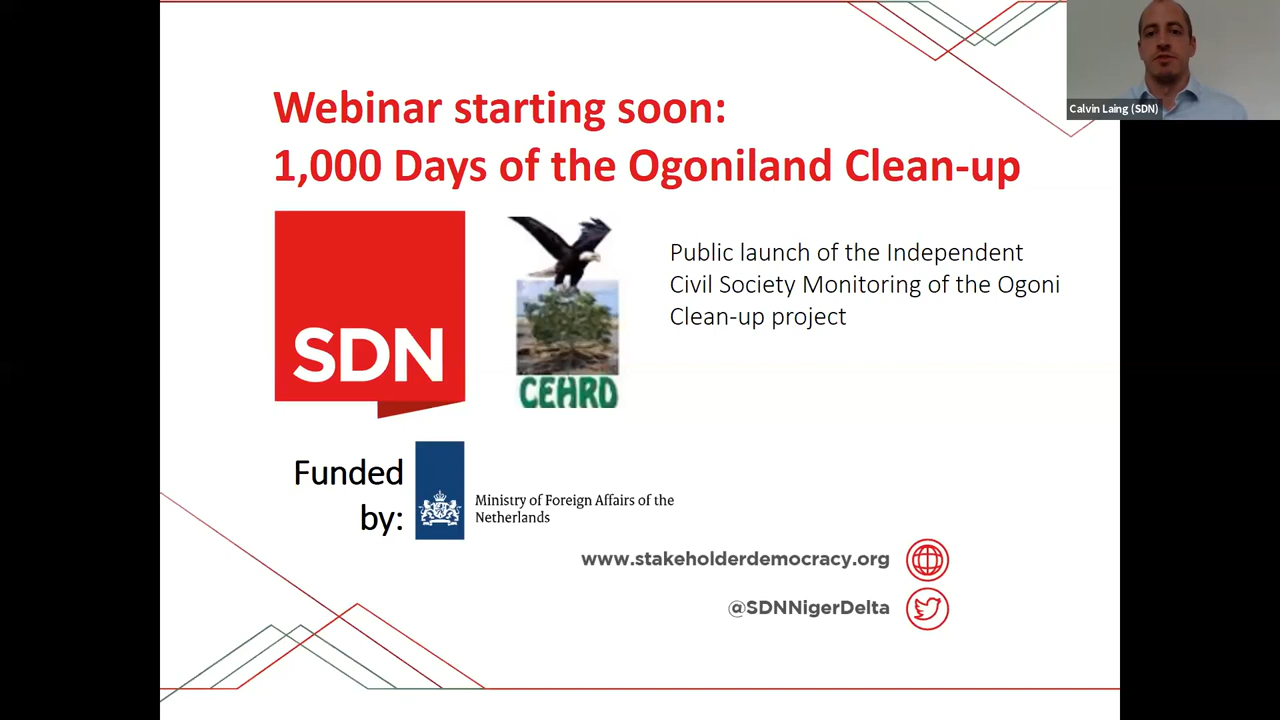 Webinar starting soon:
1,000 Days of the Ogoniland Clean-up
Calvin Laing (SDN)
SDN
CEHRD
Public launch of the Independent
Civil Society Monitoring of the Ogoni
Clean-up project
Funded
by:
Ministry of Foreign Affairs of the
Netherlands
www.stakeholderdemocracy.org
@SDNNigerDelta